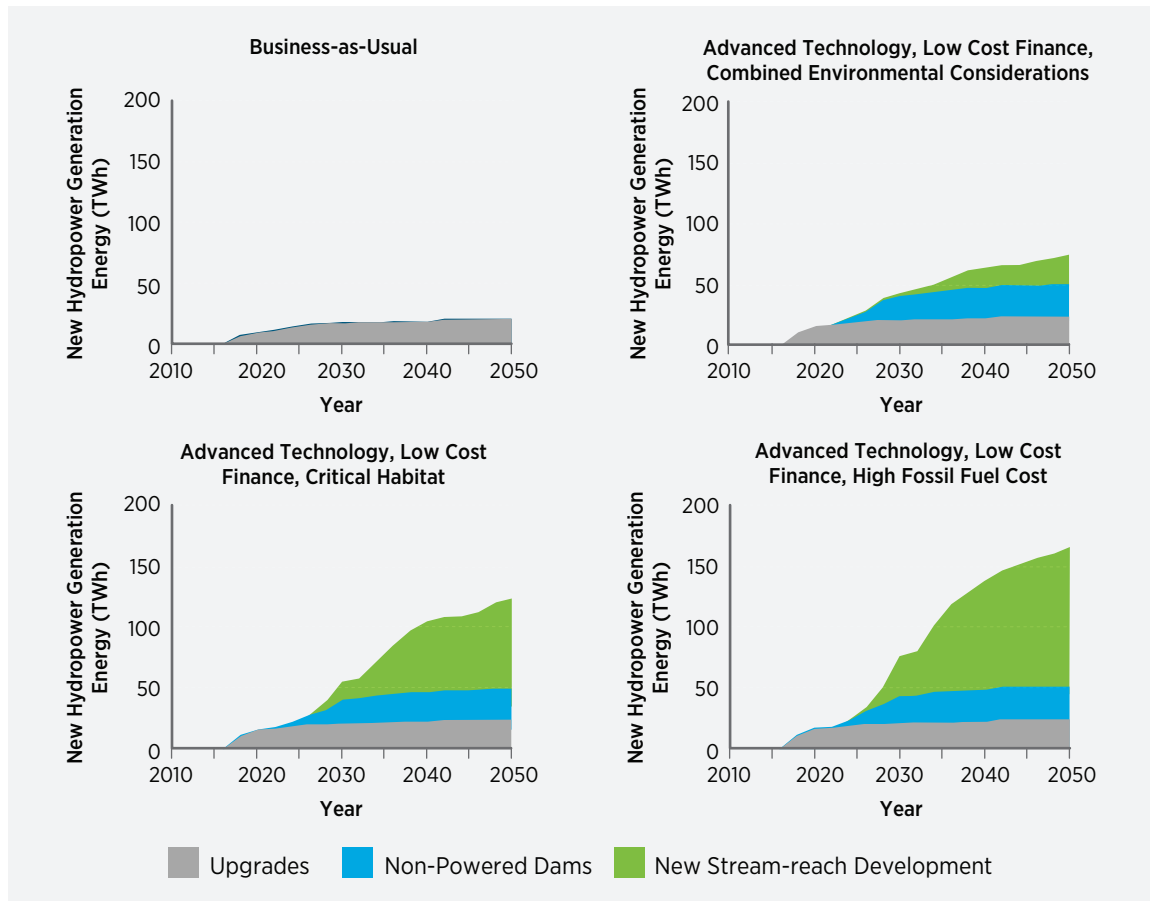 Business-as-Usual
New Hydropower Generation
Energy (TWh)
200
150
100
50
0
2010
2020
2030
2040
2050
Year
Advanced Technology, Low Cost Finance,
Combined Environmental Considerations
New Hydropower Generation
Energy (TWh)
200
150
100
50
0
2010
2020
2030
2040
2050
Year
Advanced Technology, Low Cost
Finance, Critical Habitat
New Hydropower Generation
Energy (TWh)
200
150
100
50
0
2010
2020
2030
2040
2050
Year
Advanced Technology, Low Cost
Finance, High Fossil Fuel Cost
New Hydropower Generation
Energy (TWh)
200
150
100
50
0
2010
2020
2030
2040
2050
Year
Upgrades
Non-Powered Dams
New Stream-reach Development